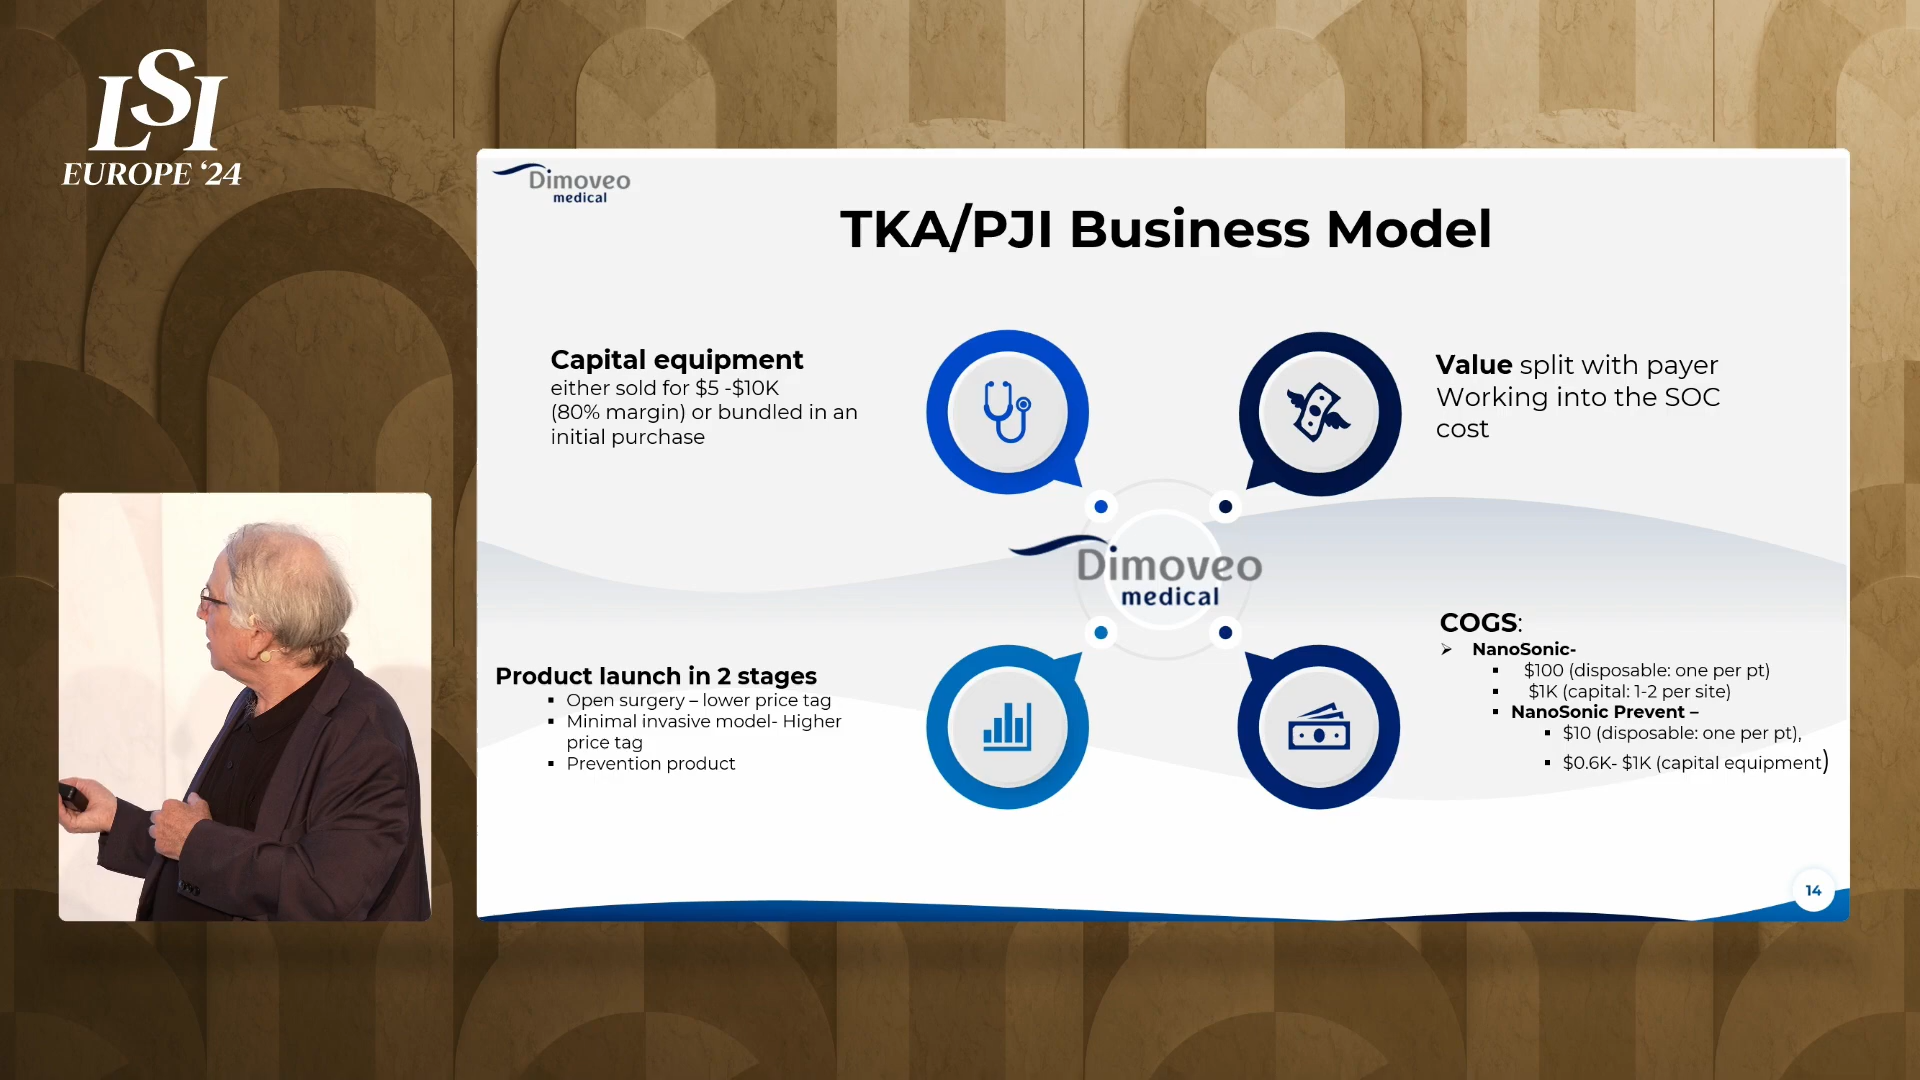 LSI
EUROPE ‘24
Dimoveo
medical
TKA/PJI Business Model
Capital equipment
either sold for $5 -$10K
(80% margin) or bundled in an
initial purchase
Value split with payer
Working into the SOC
cost
Dimoveo
medical
Product launch in 2 stages
▪ Open surgery – lower price tag
▪ Minimal invasive model- Higher
price tag
▪ Prevention product
COGS:
➢ NanoSonic-
▪ $100 (disposable: one per pt)
▪ $1K (capital: 1-2 per site)
▪ NanoSonic Prevent –
▪ $10 (disposable: one per pt),
▪ $0.6K- $1K (capital equipment)
14